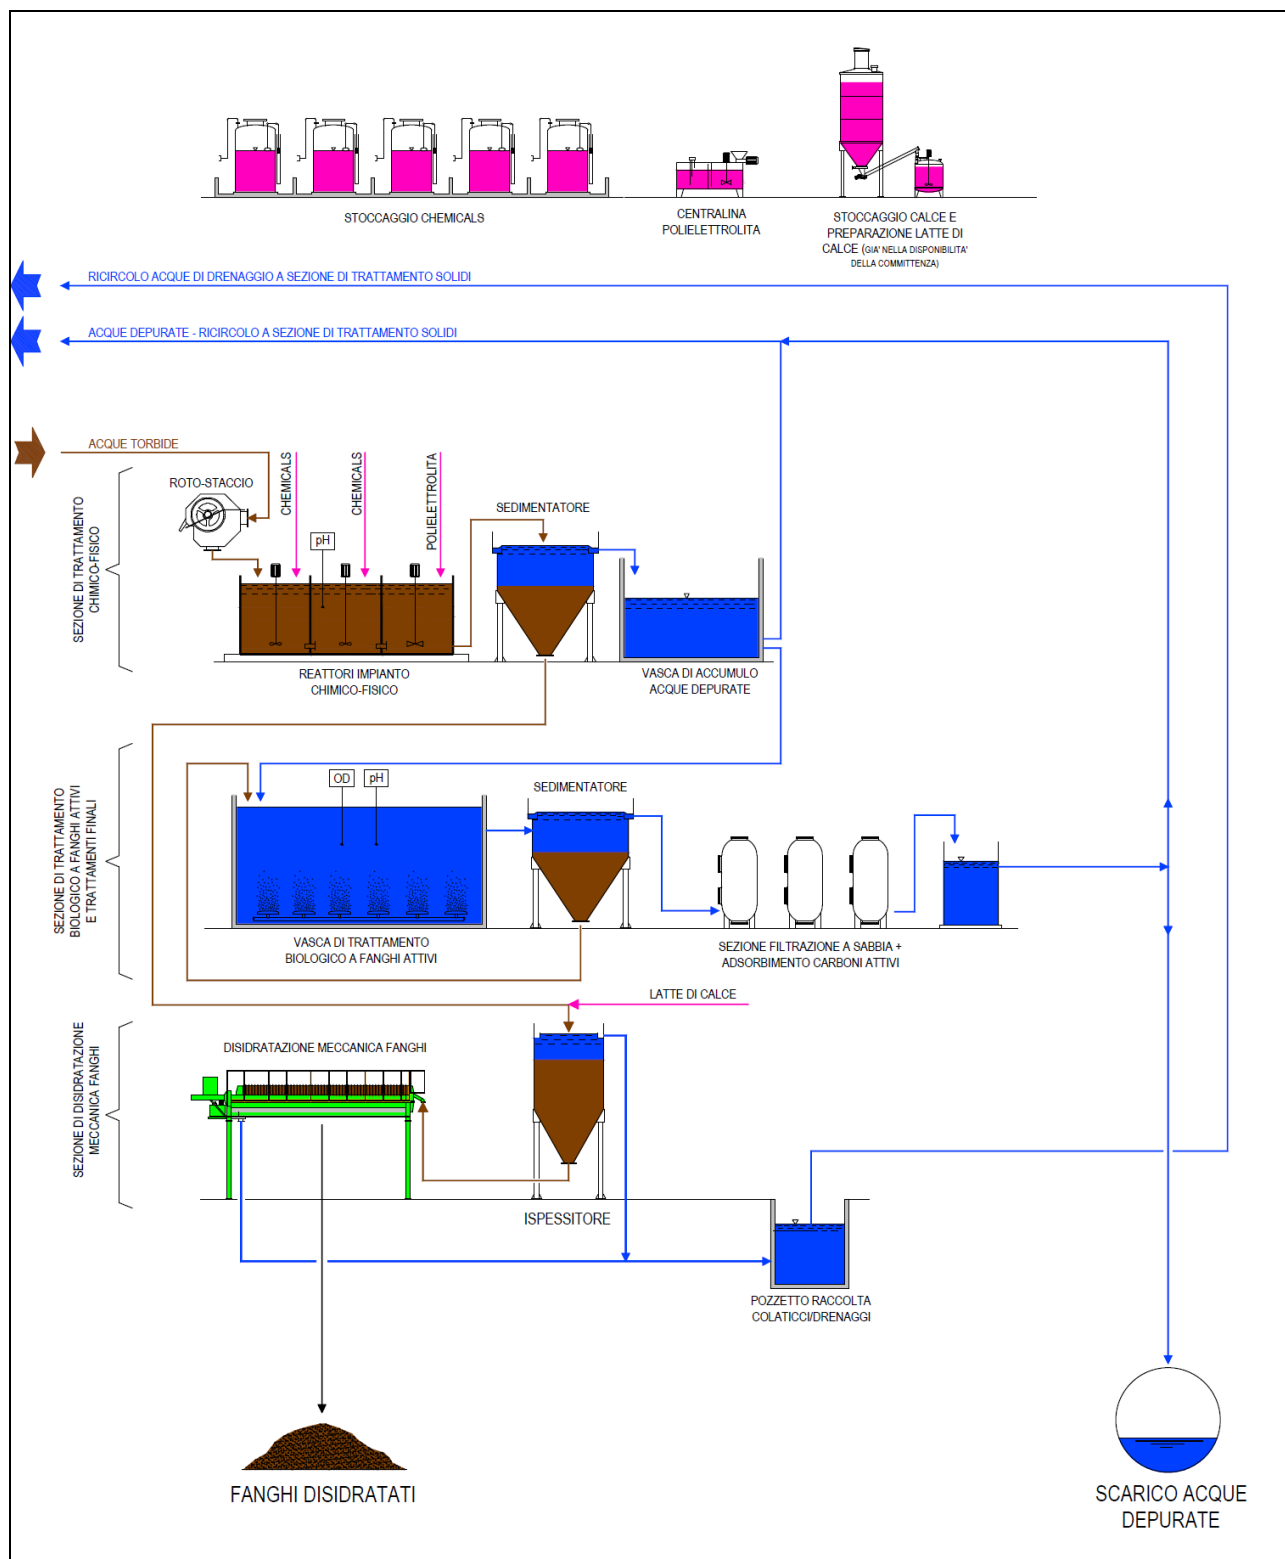 STOCCAGGIO CHEMICALS
CENTRALINA
POLIELETTROLITA
STOCCAGGIO CALCE E
PREPARAZIONE LATTE DI
CALCE (GIA' NELLA DISPONIBILITA'
DELLA COMMITTENZA)
RICIRCOLO ACQUE DI DRENAGGIO A SEZIONE DI TRATTAMENTO SOLIDI
ACQUE DEPURATE - RICIRCOLO A SEZIONE DI TRATTAMENTO SOLIDI
ACQUE TORBIDE
SEZIONE DI TRATTAMENTO
CHIMICO-FISICO
ROTO-STACCIO
CHEMICALS
pH
CHEMICALS
POLIELETTROLITA
SEDIMENTATORE
REATTORI IMPIANTO
CHIMICO-FISICO
VASCA DI ACCUMULO
ACQUE DEPURATE
SEZIONE DI TRATTAMENTO
BIOLOGICO A FANGHI ATTIVI
E TRATTAMENTI FINALI
OD
pH
SEDIMENTATORE
VASCA DI TRATTAMENTO
BIOLOGICO A FANGHI ATTIVI
SEZIONE FILTRAZIONE A SABBIA +
ADSORBIMENTO CARBONI ATTIVI
LATTE DI CALCE
SEZIONE DI DISIDRATAZIONE
MECCANICA FANGHI
DISIDRATAZIONE MECCANICA FANGHI
ISPESSITORE
POZZETTO RACCOLTA
COLATICCI/DRENAGGI
FANGHI DISIDRATATI
SCARICO ACQUE
DEPURATE